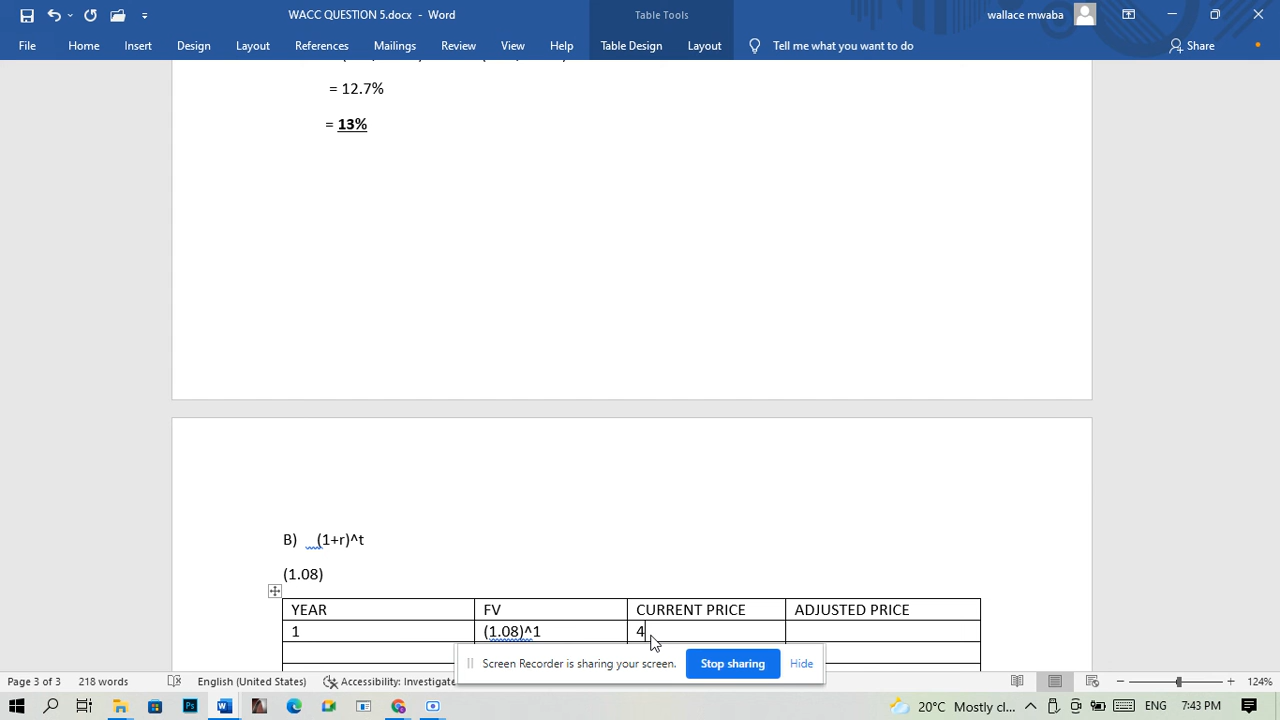 WACC QUESTION 5.docx - Word
Table Tools
wallace mwaba
File Home Insert Design Layout References Mailings Review View Help Table Design Layout Tell me what you want to do Share
= 12.7%
= 13%
B) (1+r)^t
(1.08)
YEAR FV CURRENT PRICE ADJUSTED PRICE
1 (1.08)^1 4
Screen Recorder is sharing your screen. Stop sharing Hide
Page 3 of 3 218 words English (United States) Accessibility: Investigate 124%
20°C Mostly cl... ENG 7:43 PM